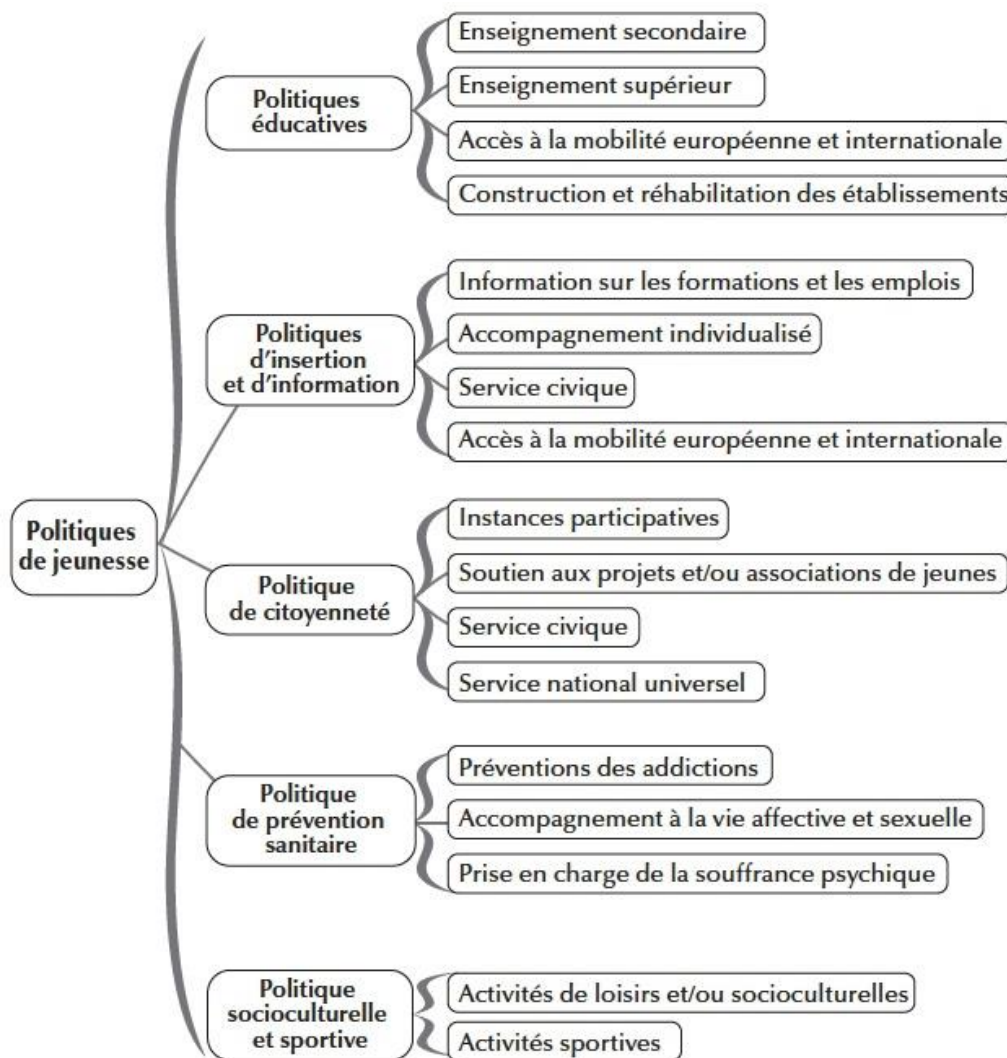 Politiques
de jeunesse
Politiques
éducatives
Enseignement secondaire
Enseignement supérieur
Accès à la mobilité européenne et internationale
Construction et réhabilitation des établissements
Politiques
d'insertion
et d'information
Information sur les formations et les emplois
Accompagnement individualisé
Service civique
Accès à la mobilité européenne et internationale
Politique
de citoyenneté
Instances participatives
Soutien aux projets et/ou associations de jeunes
Service civique
Service national universel
Politique
de prévention
sanitaire
Préventions des addictions
Accompagnement à la vie affective et sexuelle
Prise en charge de la souffrance psychique
Politique
socioculturelle
et sportive
Activités de loisirs et/ou socioculturelles
Activités sportives